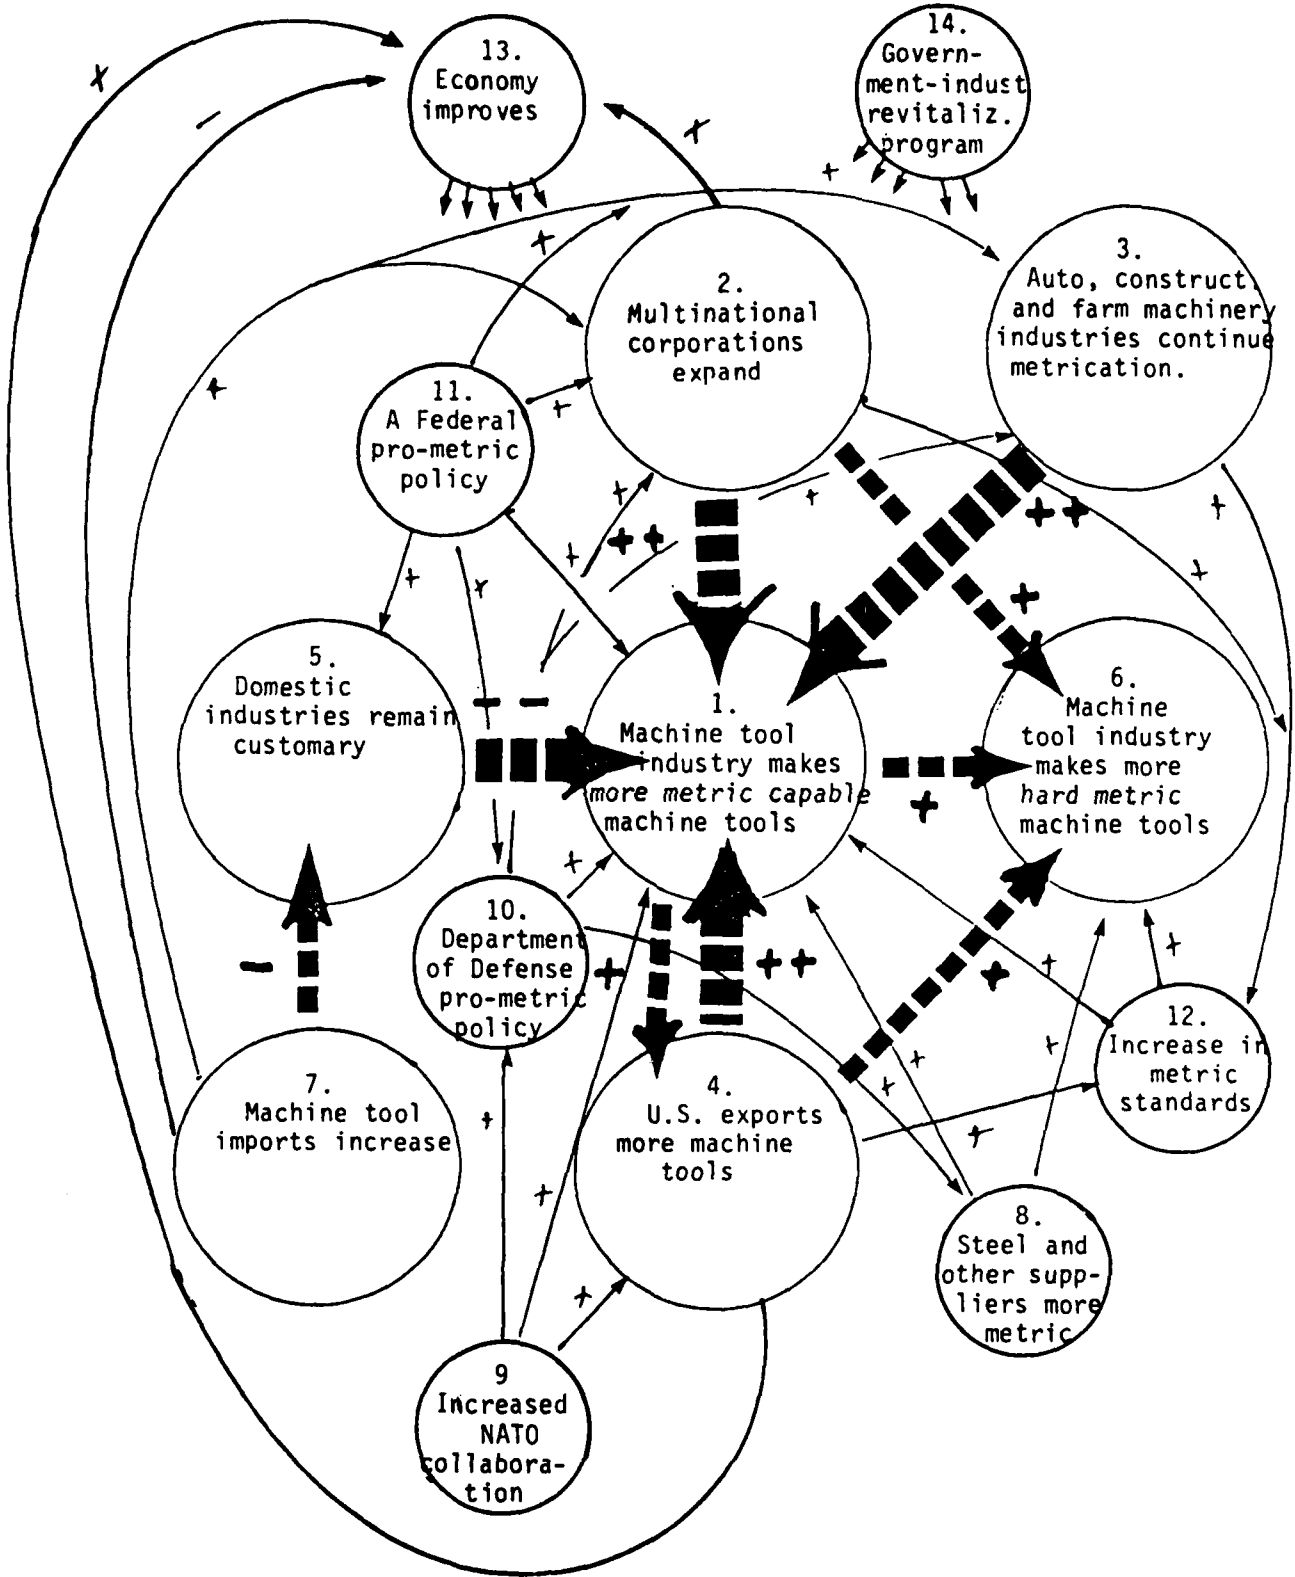 13.
Economy
improves
14.
Govern-
ment-indust
revitaliz.
program
2.
Multinational
corporations
expand
3.
Auto, construct.
and farm machinery
industries continue
metrication.
11.
A Federal
pro-metric
policy
5.
Domestic
industries remain
customary
1.
Machine tool
industry makes
more metric capable
machine tools
6.
Machine
tool industry
makes more
hard metric
machine tools
10.
Department
of Defense
pro-metric
policy
12.
Increase in
metric
standards
7.
Machine tool
imports increase
4.
U.S. exports
more machine
tools
8.
Steel and
other supp-
liers more
metric
9
Increased
NATO
collabora-
tion